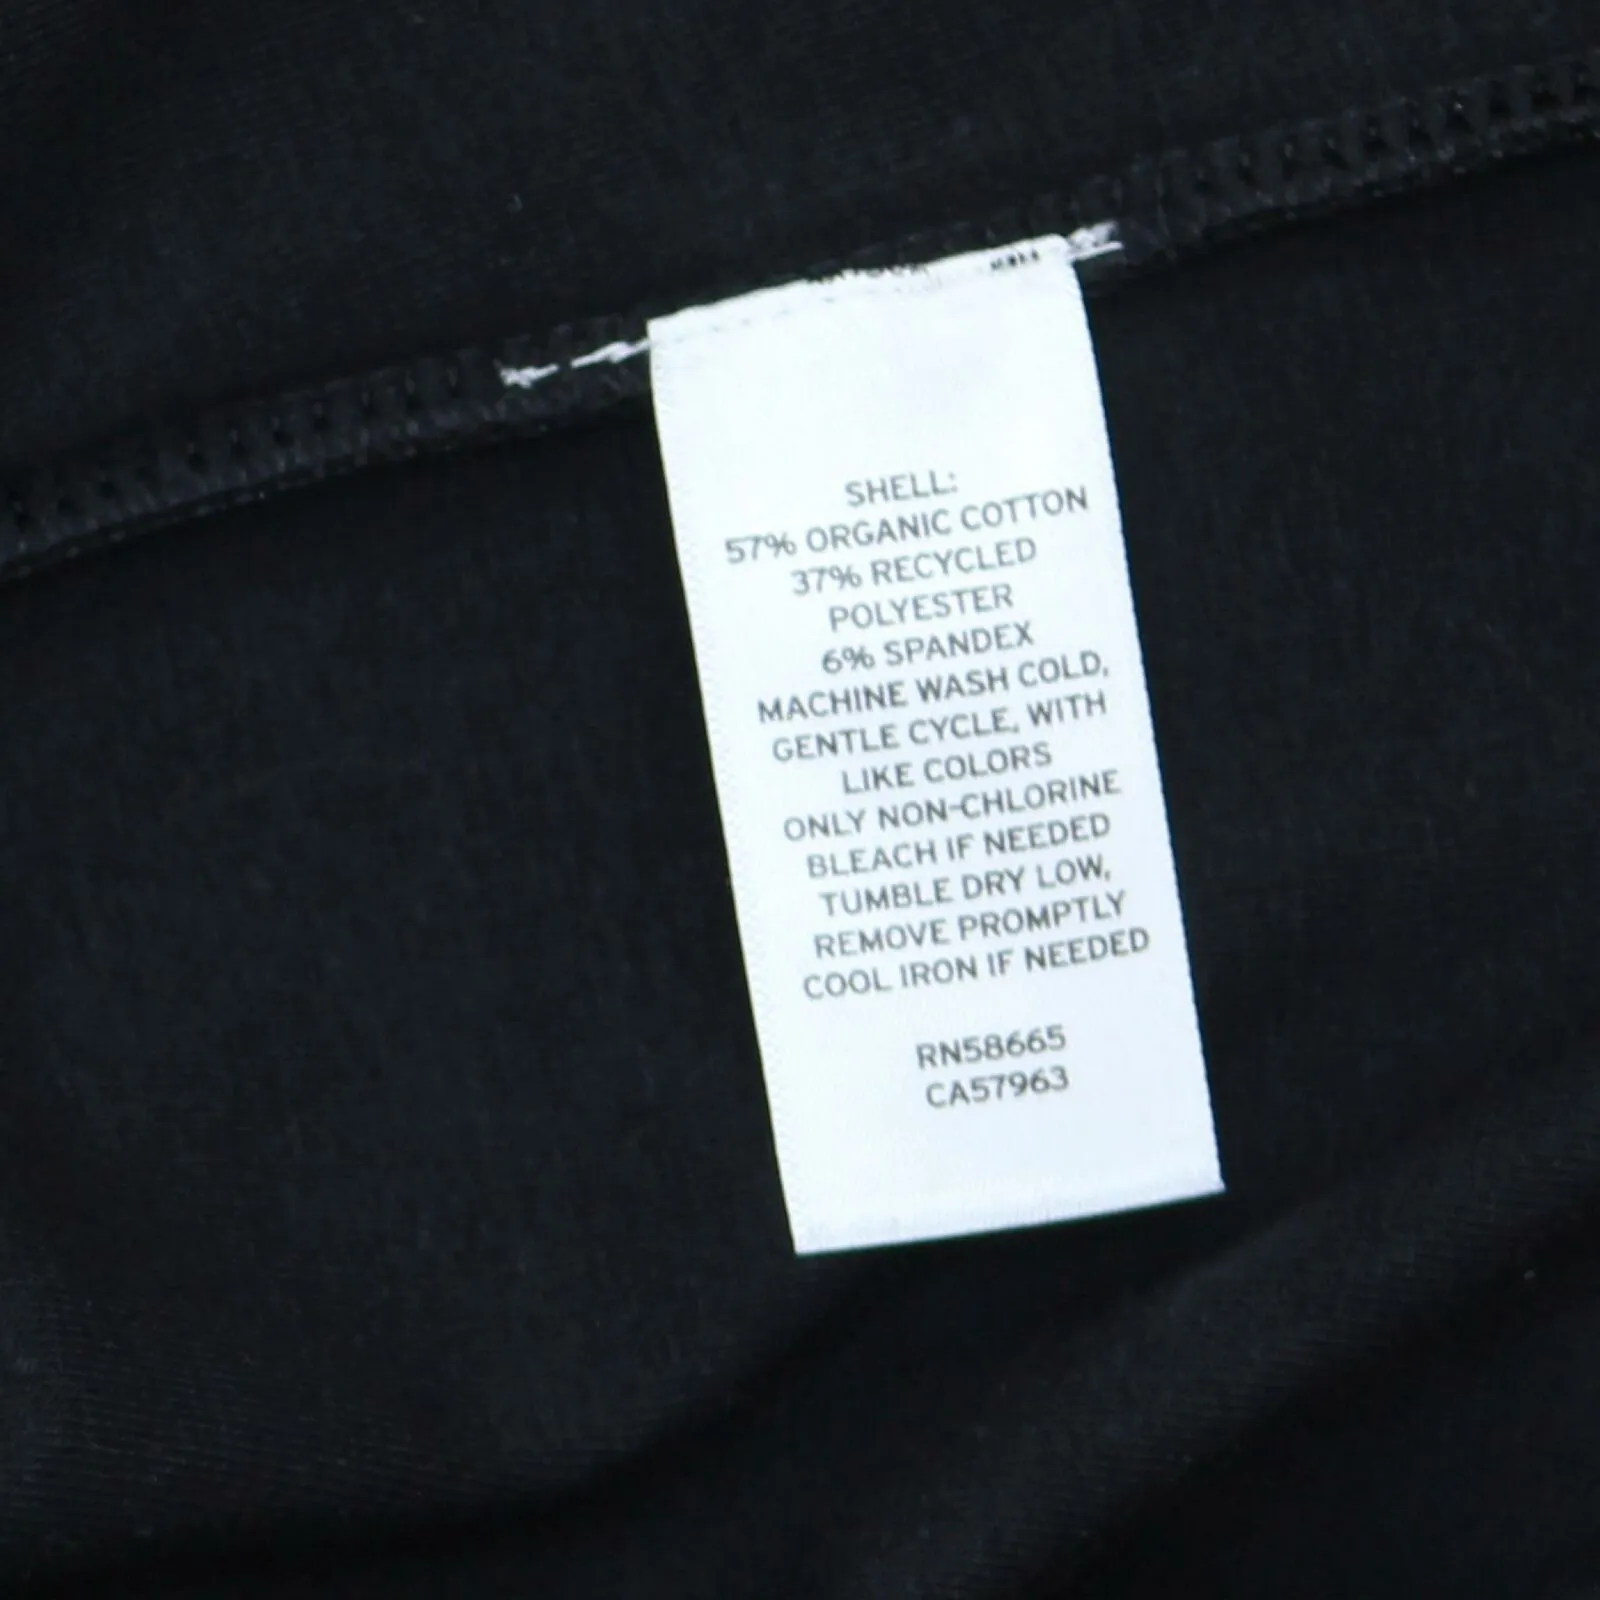 SHELL:
57% ORGANIC COTTON
37% RECYCLED
POLYESTER
6% SPANDEX
MACHINE WASH COLD,
GENTLE CYCLE, WITH
LIKE COLORS
ONLY NON-CHLORINE
BLEACH IF NEEDED
TUMBLE DRY LOW,
REMOVE PROMPTLY
COOL IRON IF NEEDED
RN58665
CA57963